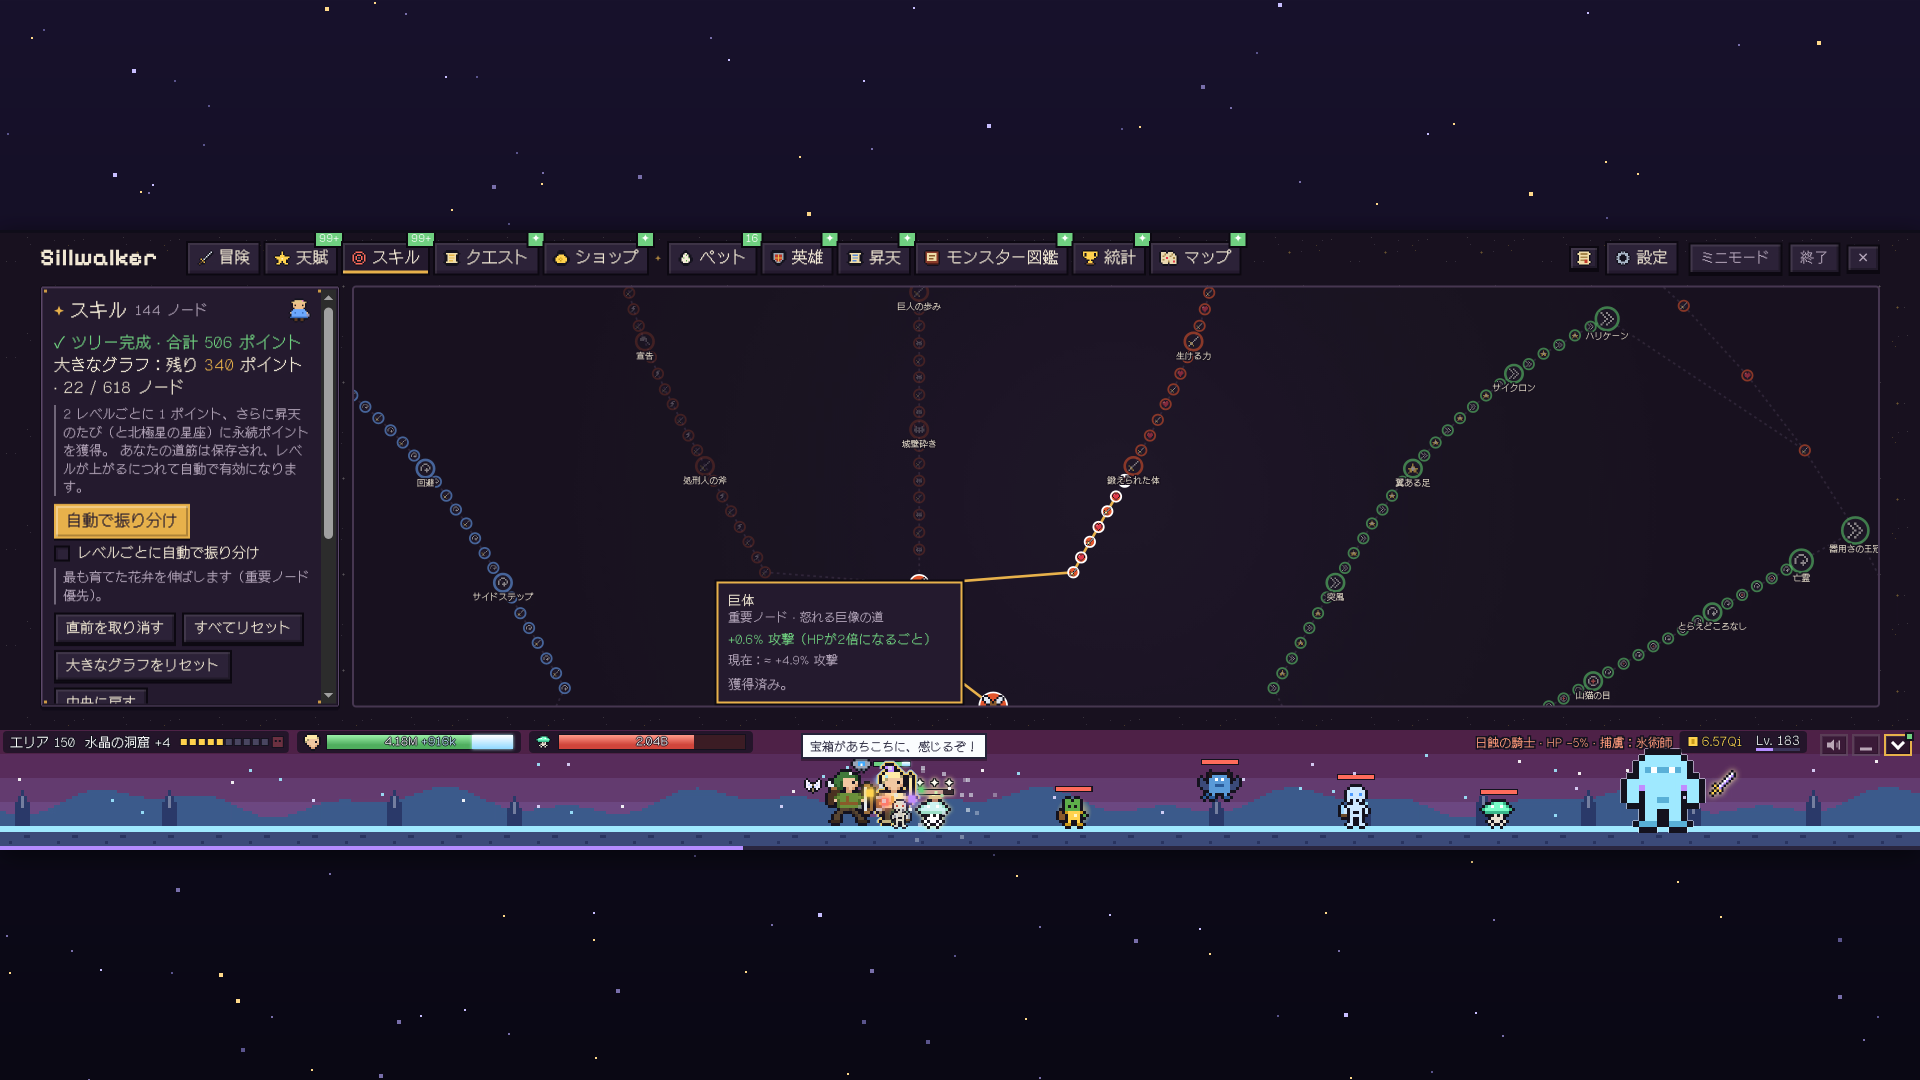 Sillwalker
冒険
天賦
99+
スキル
99+
クエスト
ショップ
ペット
16
英雄
昇天
モンスター図鑑
統計
マップ
設定
ミニモード
終了
×
スキル 144 ノード
✓ ツリー完成 · 合計 506 ポイント
大きなグラフ：残り 340 ポイント
· 22 / 618 ノード
2 レベルごとに 1 ポイント、さらに昇天
のたび（と北極星の星座）に永続ポイント
を獲得。 あなたの道筋は保存され、レベ
ルが上がるにつれて自動で有効になりま
す。
自動で振り分け
レベルごとに自動で振り分け
最も育てた花弁を伸ばします（重要ノード
優先）。
直前を取り消す
すべてリセット
大きなグラフをリセット
中央に戻す
巨人の歩み
宣告
生ける力
ハリケーン
サイクロン
城壁砕き
回避
処刑人の斧
鍛えられた体
翼ある足
器用さの王冠
亡霊
サイドステップ
突風
とらえどころなし
山猫の目
巨体
重要ノード · 怒れる巨像の道
+0.6% 攻撃（HPが2倍になるごと）
現在：≈ +4.9% 攻撃
獲得済み。
エリア 150 水晶の洞窟 +4
4.18M +918k
2.04B
宝箱があちこちに、感じるぞ！
日蝕の騎士 · HP -5% · 捕虜：氷術師
6.57Qi
Lv. 183